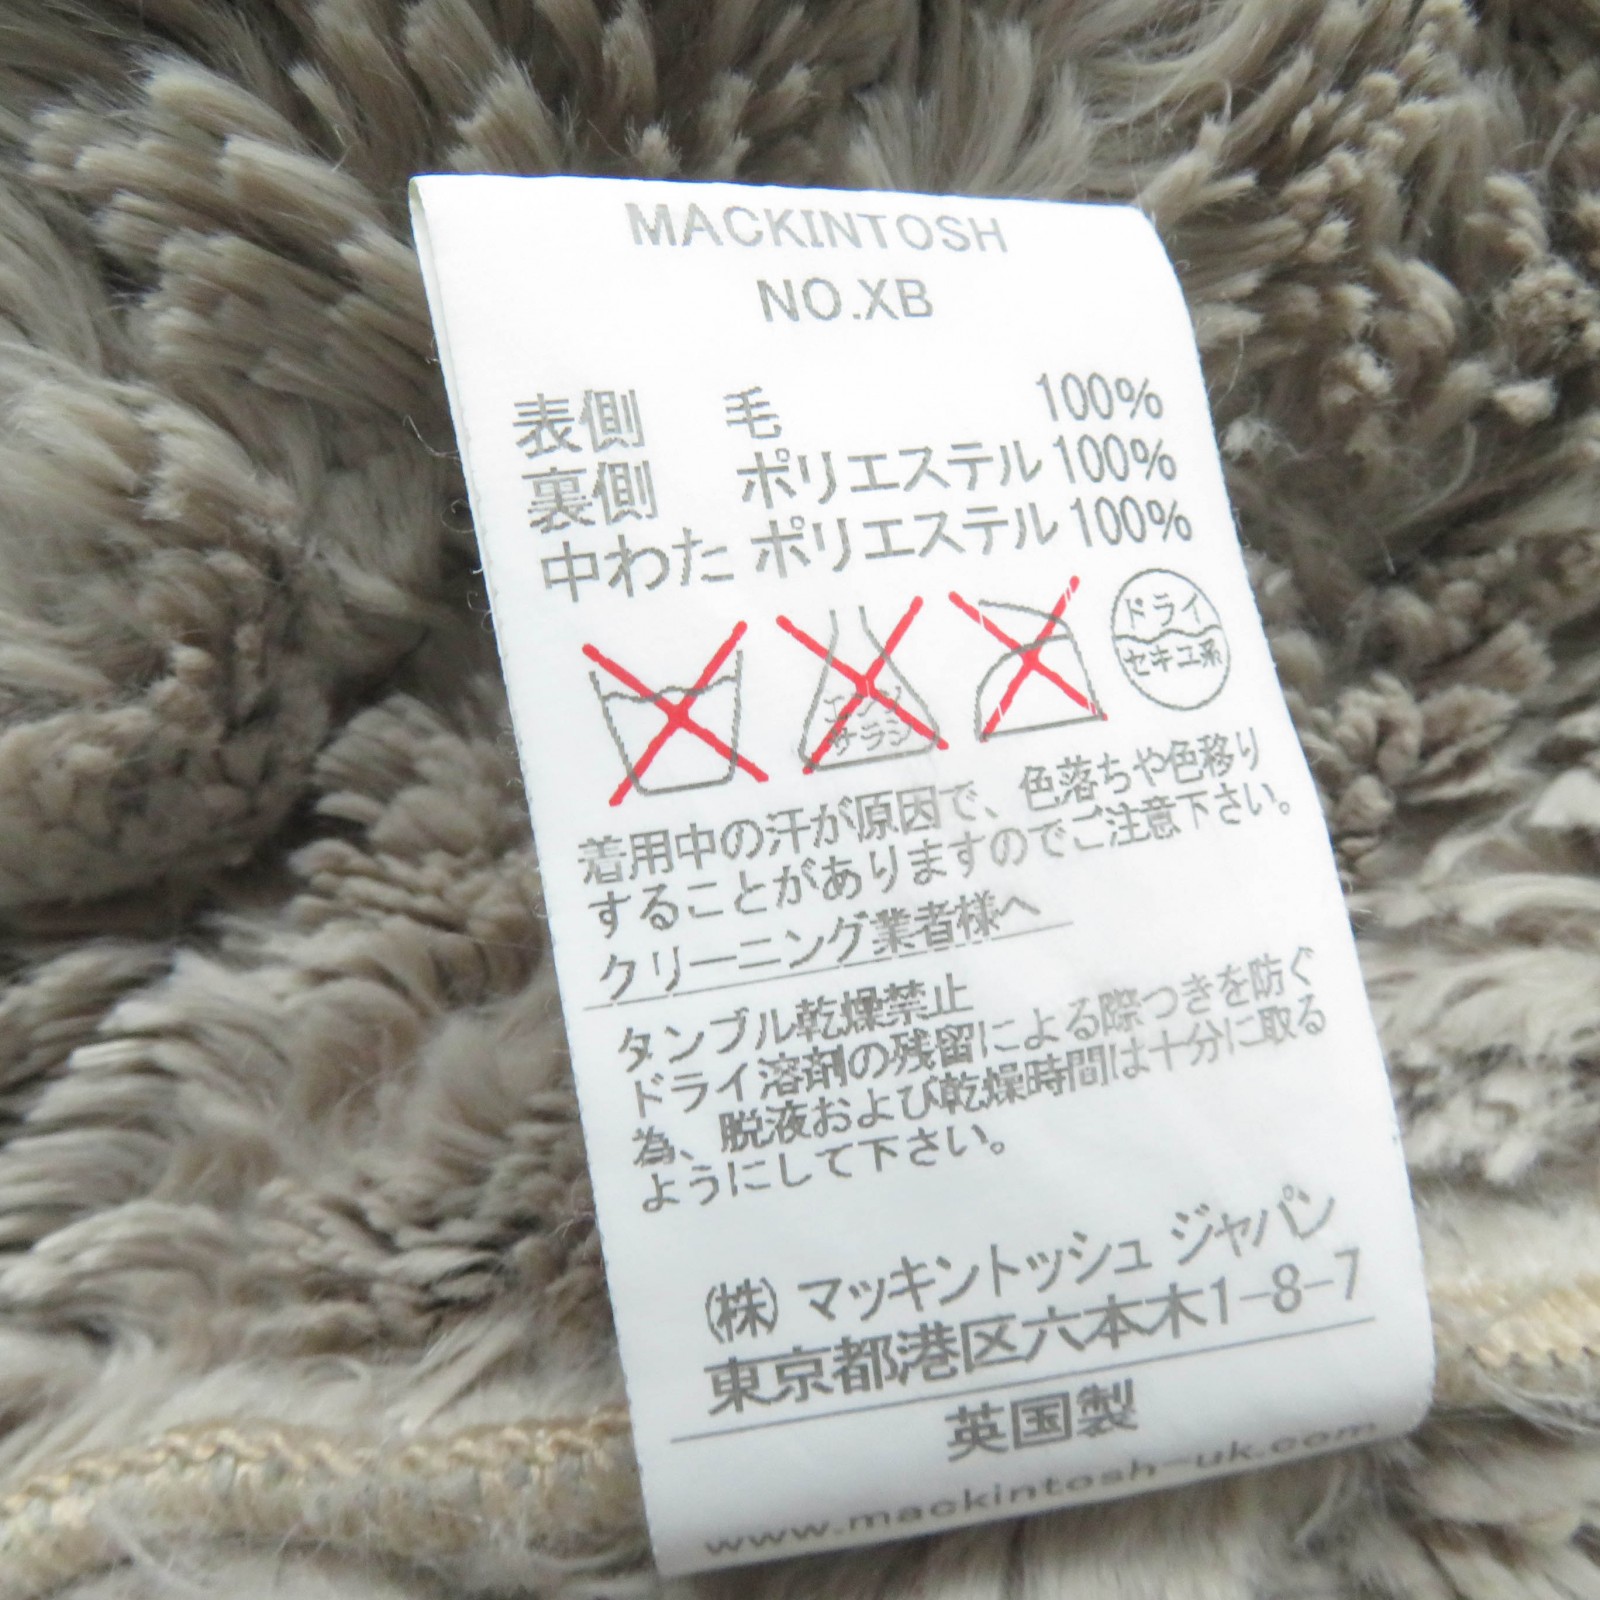 MACKINTOSH
NO.XB
表側 毛 100%
裏側 ポリエステル 100%
中わた ポリエステル 100%
エンソ サラシ
ドライ
セキユ系
着用中の汗が原因で、色落ちや色移り
することがありますのでご注意下さい。
クリーニング業者様へ
タンブル乾燥禁止
ドライ溶剤の残留による際つきを防ぐ
為、脱液および乾燥時間は十分に取る
ようにして下さい。
(株) マッキントッシュ ジャパン
東京都港区六本木1-8-7
英国製
www.mackintosh-uk.com